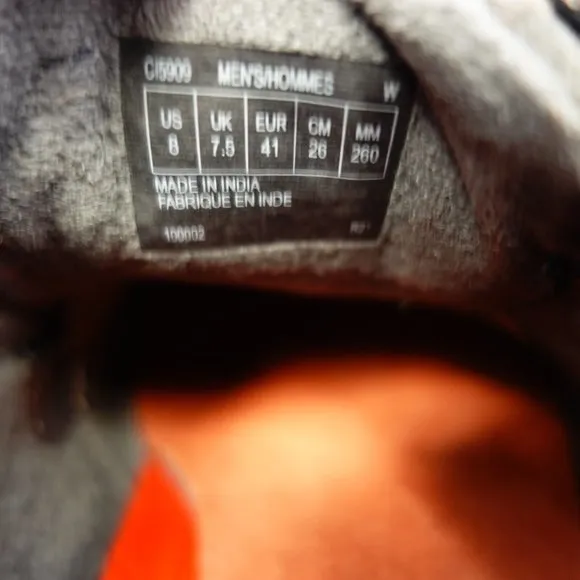 CI5909 MEN'S/HOMMES W
US UK EUR CM MM
8 7.5 41 26 260
MADE IN INDIA
FABRIQUE EN INDE
100002